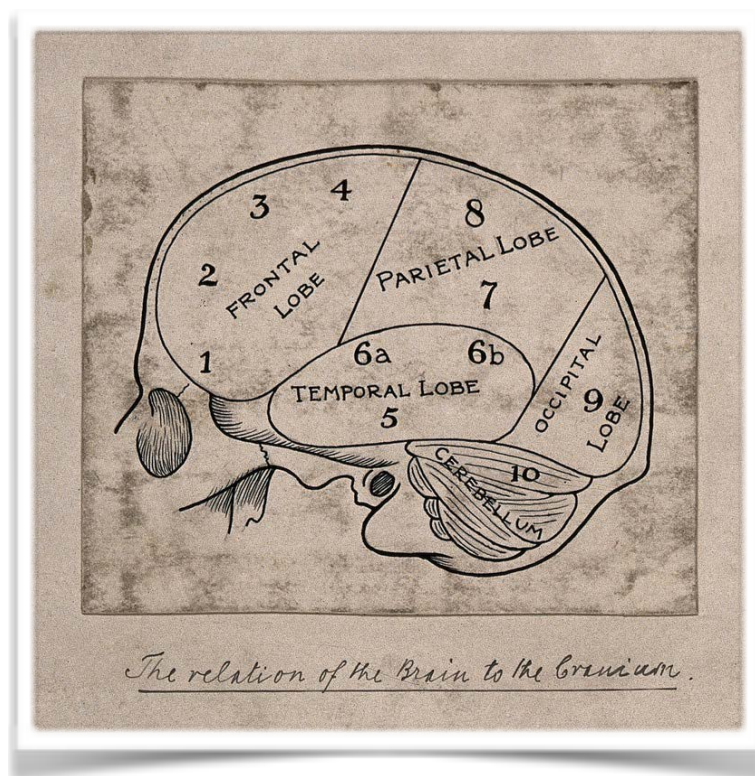 3 4 8
2 FRONTAL LOBE
PARIETAL LOBE
7
1
6a 6b
TEMPORAL LOBE
5
OCCIPITAL LOBE
9
10
CEREBELLUM
The relation of the Brain to the Cranium.